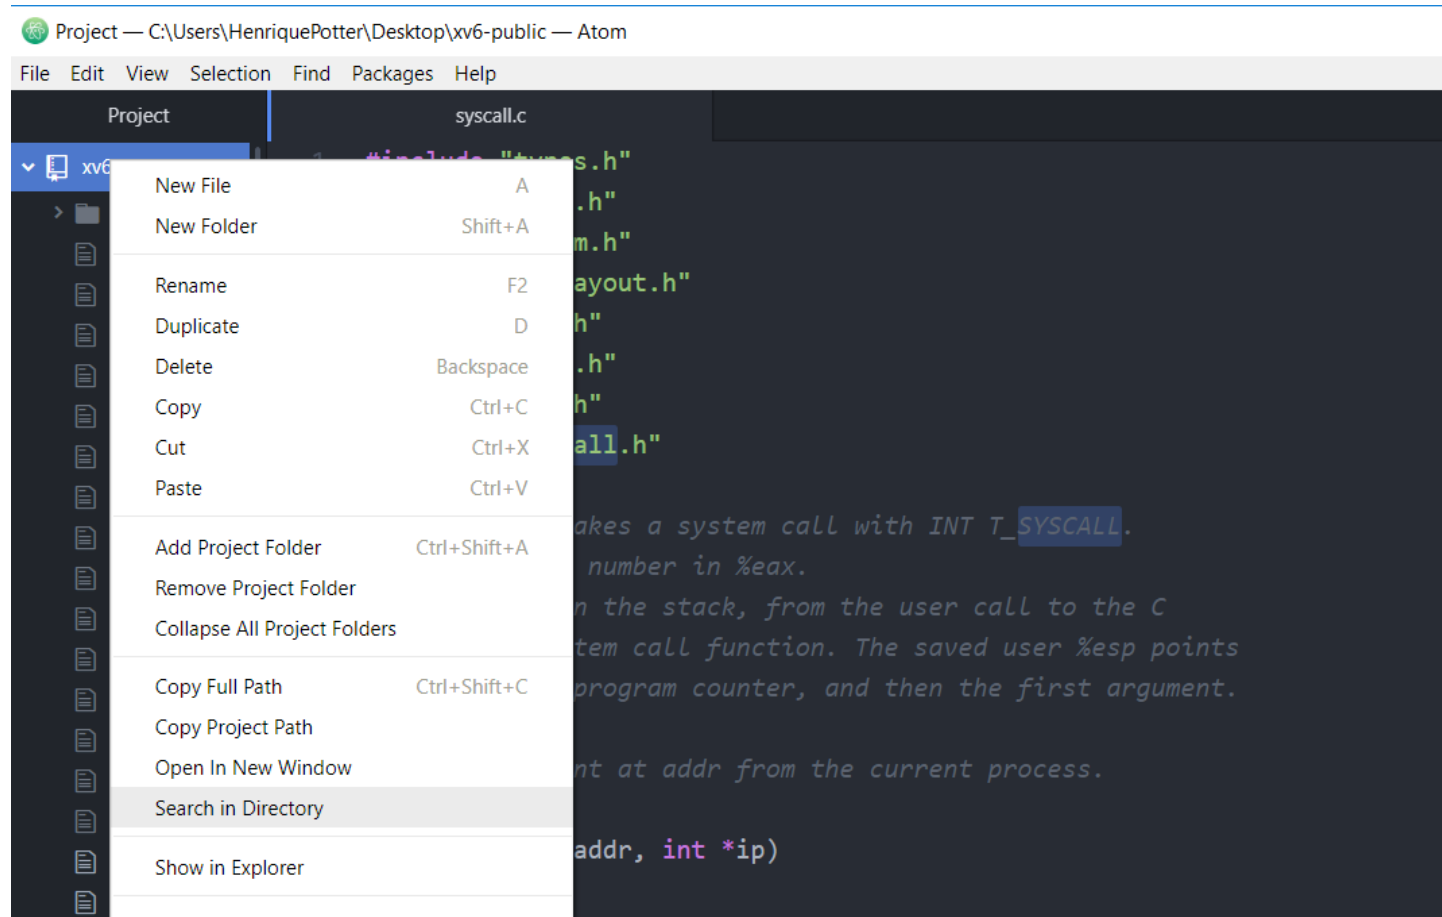 Project — C:\Users\HenriquePotter\Desktop\xv6-public — Atom
File Edit View Selection Find Packages Help
Project syscall.c
xv6
1 #include "types.h"
New File A
.h"
New Folder Shift+A
m.h"
Rename F2
ayout.h"
Duplicate D
h"
Delete Backspace
.h"
Copy Ctrl+C
h"
Cut Ctrl+X
all.h"
Paste Ctrl+V
akes a system call with INT T_SYSCALL.
Add Project Folder Ctrl+Shift+A
number in %eax.
Remove Project Folder
n the stack, from the user call to the C
Collapse All Project Folders
tem call function. The saved user %esp points
Copy Full Path Ctrl+Shift+C
program counter, and then the first argument.
Copy Project Path
Open In New Window
nt at addr from the current process.
Search in Directory
addr, int *ip)
Show in Explorer